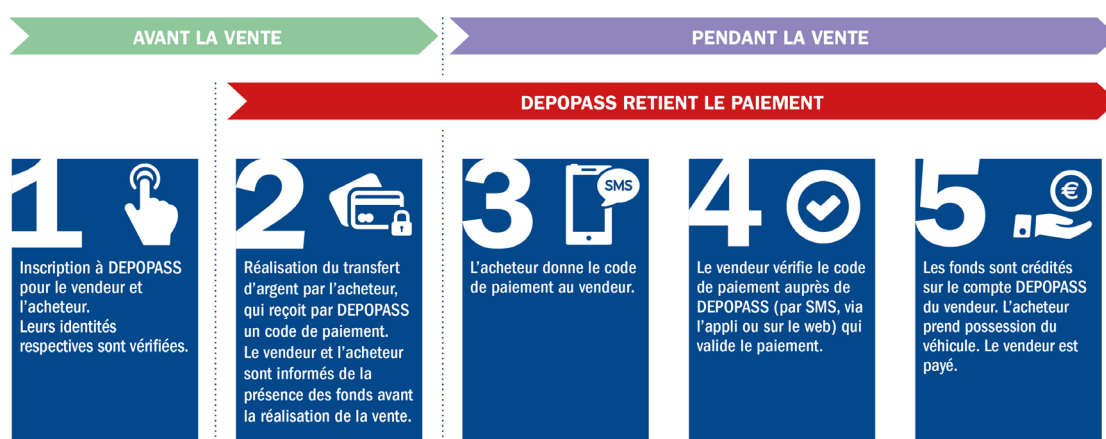 AVANT LA VENTE
PENDANT LA VENTE
DEPOPASS RETIENT LE PAIEMENT
1
Inscription à DEPOPASS
pour le vendeur et
l'acheteur.
Leurs identités
respectives sont vérifiées.
2
Réalisation du transfert
d'argent par l'acheteur,
qui reçoit par DEPOPASS
un code de paiement.
Le vendeur et l'acheteur
sont informés de la
présence des fonds avant
la réalisation de la vente.
3
SMS
L'acheteur donne le code
de paiement au vendeur.
4
Le vendeur vérifie le code
de paiement auprès de
DEPOPASS (par SMS, via
l'appli ou sur le web) qui
valide le paiement.
5
€
Les fonds sont crédités
sur le compte DEPOPASS
du vendeur. L'acheteur
prend possession du
véhicule. Le vendeur est
payé.